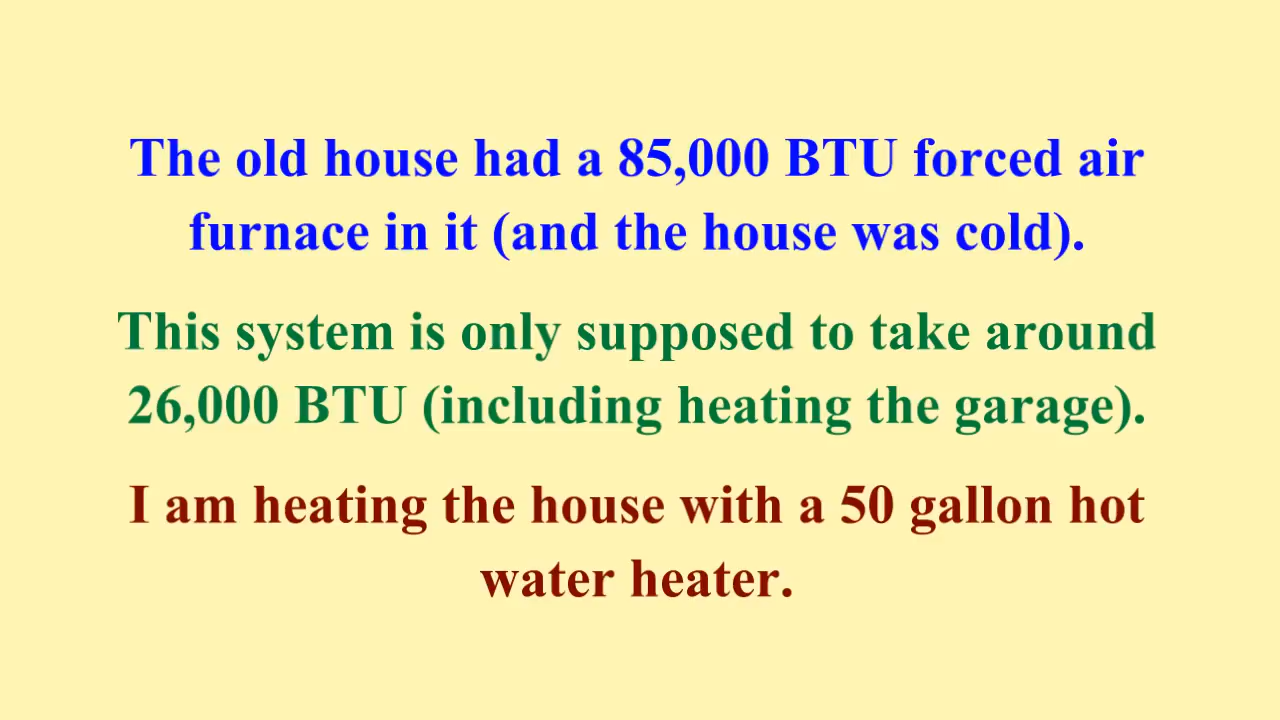 The old house had a 85,000 BTU forced air
furnace in it (and the house was cold).
This system is only supposed to take around
26,000 BTU (including heating the garage).
I am heating the house with a 50 gallon hot
water heater.